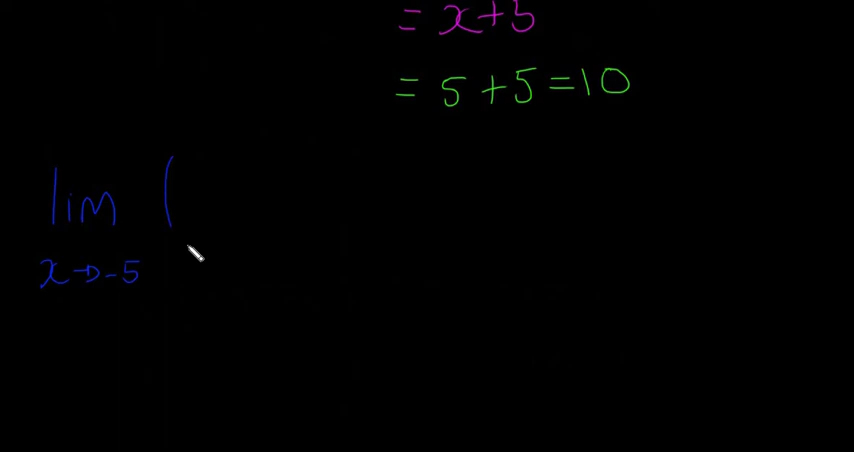 = x+5
= 5+5=10
lim (
x→-5